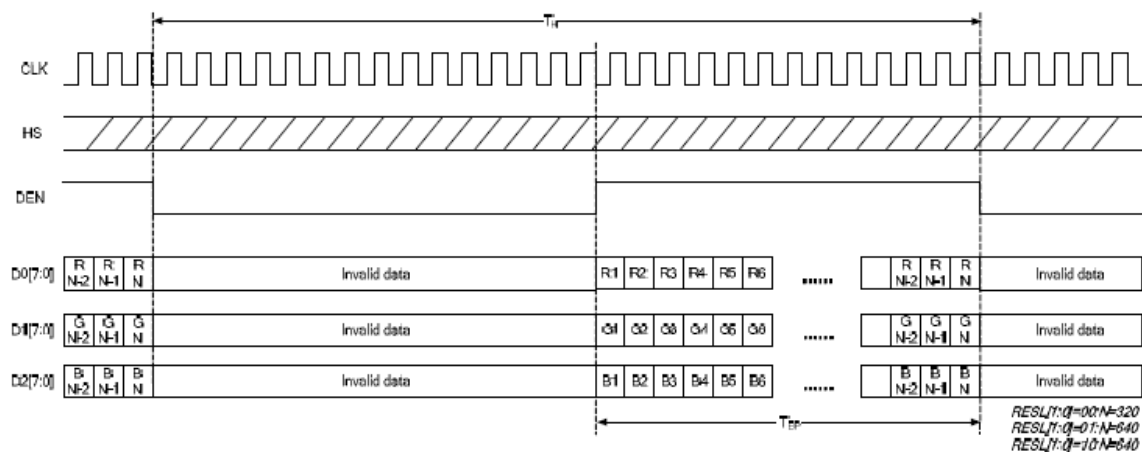 TH
CLK
HS
DEN
D0[7:0] R N-2 R N-1 R N Invalid data R1 R2 R3 R4 R5 R6 ...... R N-2 R N-1 R N Invalid data
D1[7:0] G N-2 G N-1 G N Invalid data G1 G2 G3 G4 G5 G6 ...... G N-2 G N-1 G N Invalid data
D2[7:0] B N-2 B N-1 B N Invalid data B1 B2 B3 B4 B5 B6 ...... B N-2 B N-1 B N Invalid data
TEP
RESL[1:0]=00:N=320
RESL[1:0]=01:N=640
RESL[1:0]=10:N=640